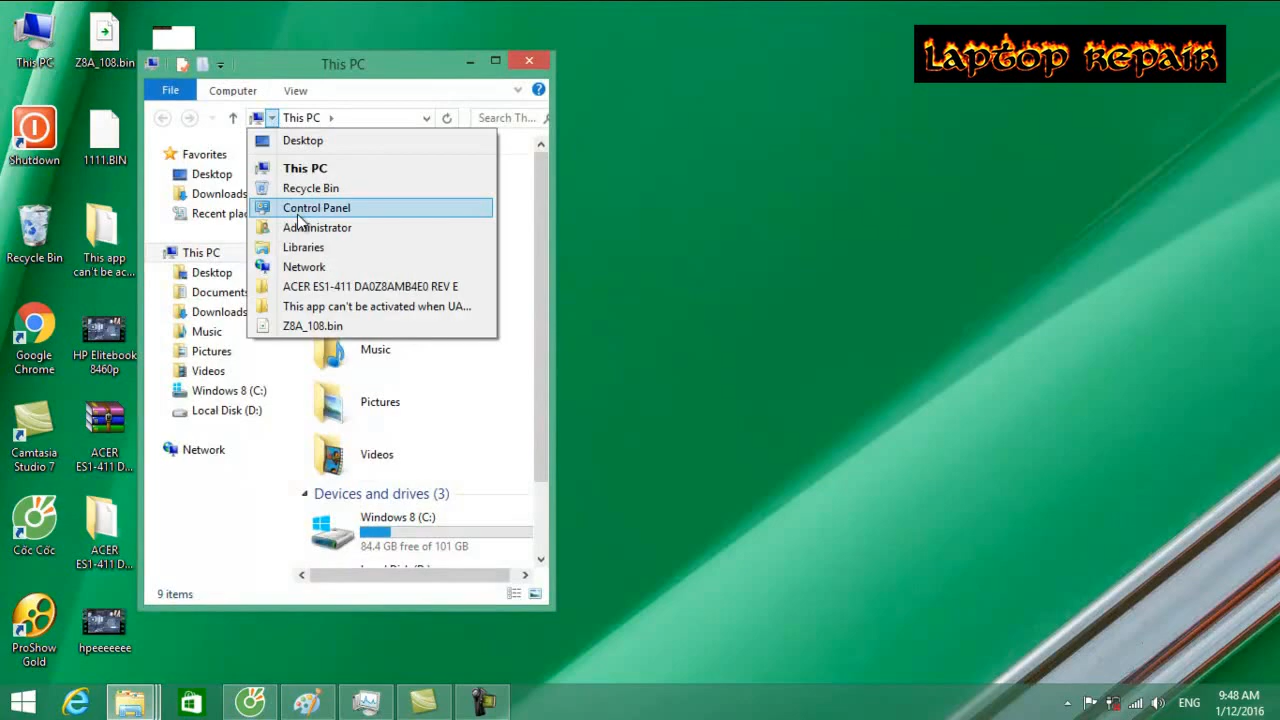 This PC
Z8A_108.bin
Shutdown
1111.BIN
Recycle Bin
This app
can't be ac...
Google
Chrome
HP Elitebook
8460p
Camtasia
Studio 7
ACER
ES1-411 D...
Cốc Cốc
ACER
ES1-411 D...
ProShow
Gold
hpeeeeeee
Laptop repair
This PC
File
Computer
View
This PC
Search Th...
Favorites
Desktop
Downloads
Recent plac
This PC
Desktop
Documents
Downloads
Music
Pictures
Videos
Windows 8 (C:)
Local Disk (D:)
Network
Desktop
This PC
Recycle Bin
Control Panel
Administrator
Libraries
Network
ACER ES1-411 DA0Z8AMB4E0 REV E
This app can't be activated when UA...
Z8A_108.bin
Music
Pictures
Videos
Devices and drives (3)
Windows 8 (C:)
84.4 GB free of 101 GB
9 items
ENG
9:48 AM
1/12/2016